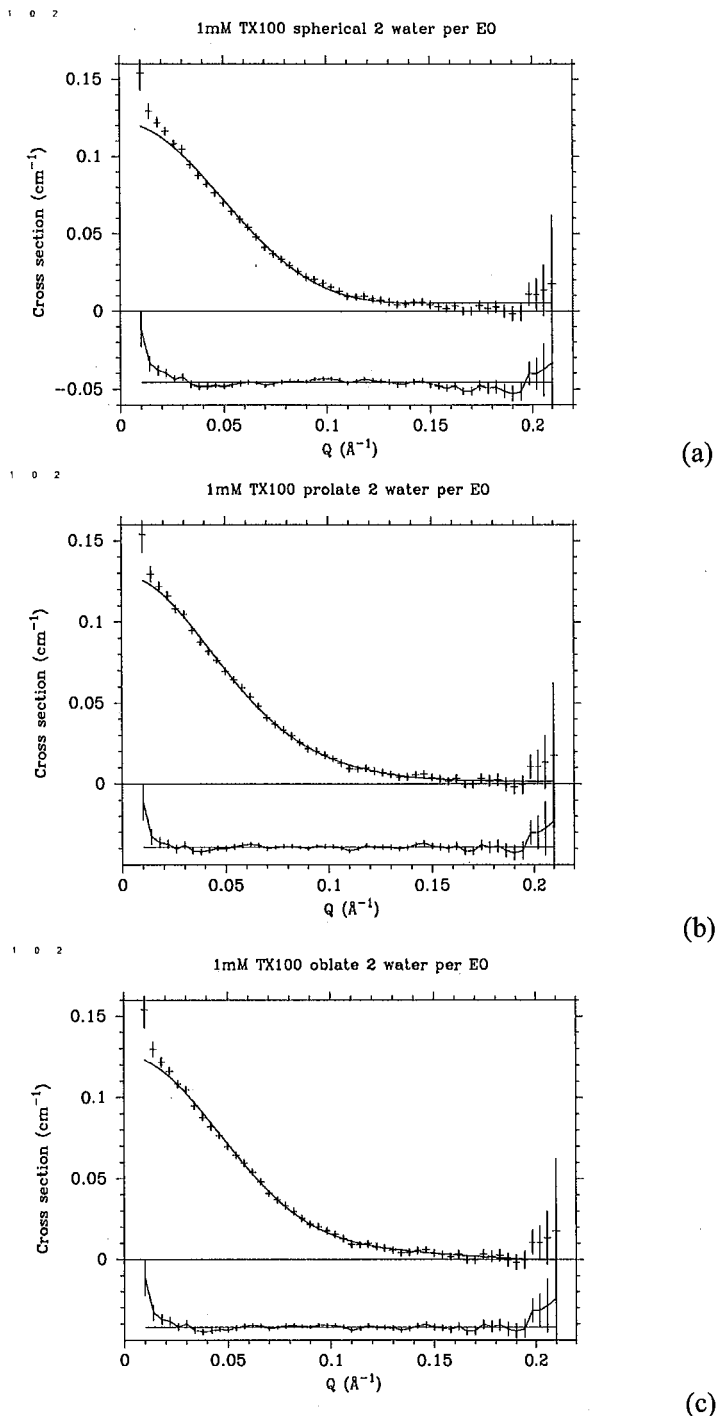 1 0 2
1mM TX100 spherical 2 water per EO
0.15
0.1
0.05
0
−0.05
Cross section (cm⁻¹)
0 0.05 0.1 0.15 0.2
Q (Å⁻¹)
(a)
1 0 2
1mM TX100 prolate 2 water per EO
0.15
0.1
0.05
0
Cross section (cm⁻¹)
0 0.05 0.1 0.15 0.2
Q (Å⁻¹)
(b)
1 0 2
1mM TX100 oblate 2 water per EO
0.15
0.1
0.05
0
Cross section (cm⁻¹)
0 0.05 0.1 0.15 0.2
Q (Å⁻¹)
(c)